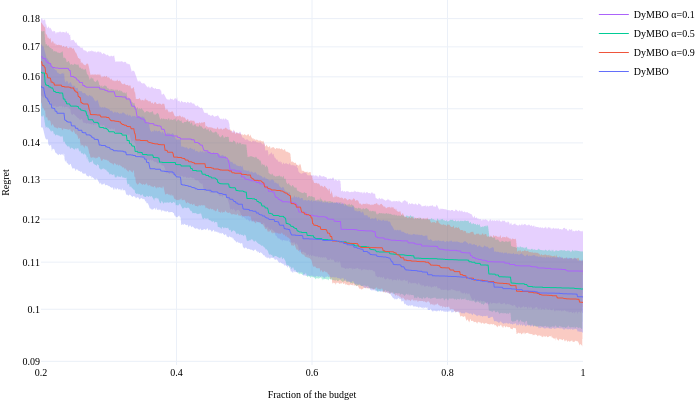 0.18
0.17
0.16
0.15
0.14
0.13
0.12
0.11
0.1
0.09
Regret
0.2
0.4
0.6
0.8
1
Fraction of the budget
DyMBO α=0.1
DyMBO α=0.5
DyMBO α=0.9
DyMBO